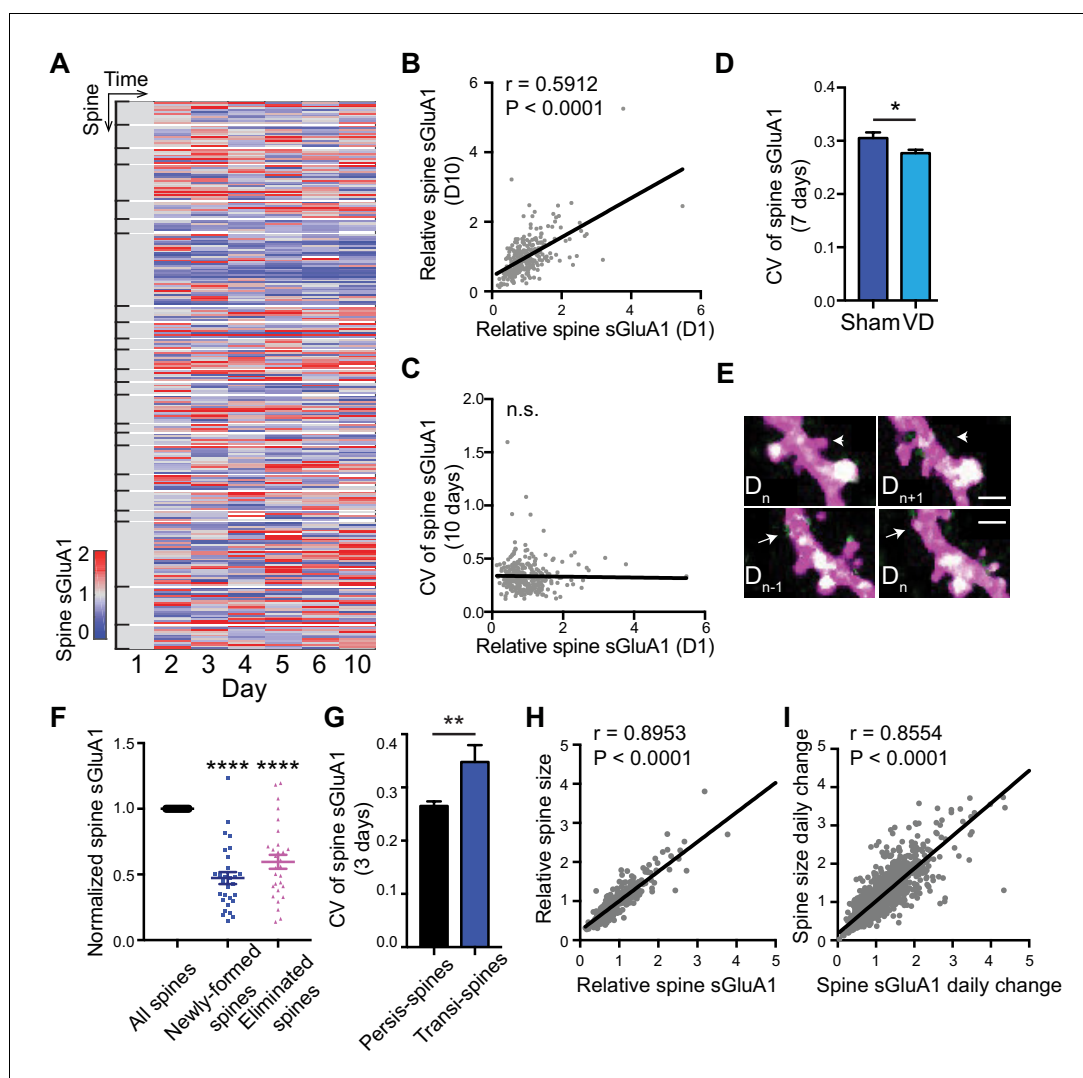 A
Time
Spine
Spine sGluA1
2
1
0
1 2 3 4 5 6 10
Day
B
r = 0.5912
P < 0.0001
Relative spine sGluA1
(D10)
6
4
2
0
0 2 4 6
Relative spine sGluA1 (D1)
C
n.s.
CV of spine sGluA1
(10 days)
2.0
1.5
1.0
0.5
0.0
0 2 4 6
Relative spine sGluA1 (D1)
D
*
CV of spine sGluA1
(7 days)
0.4
0.3
0.2
0.1
0.0
Sham VD
E
Dn
Dn+1
Dn-1
Dn
F
Normalized spine sGluA1
1.5
1.0
0.5
0.0
**** ****
All spines
Newly-formed
spines
Eliminated
spines
G
**
CV of spine sGluA1
(3 days)
0.4
0.3
0.2
0.1
0.0
Persis-spines
Transi-spines
H
r = 0.8953
P < 0.0001
Relative spine size
5
4
3
2
1
0
0 1 2 3 4 5
Relative spine sGluA1
I
r = 0.8554
P < 0.0001
Spine size daily change
5
4
3
2
1
0
0 1 2 3 4 5
Spine sGluA1 daily change